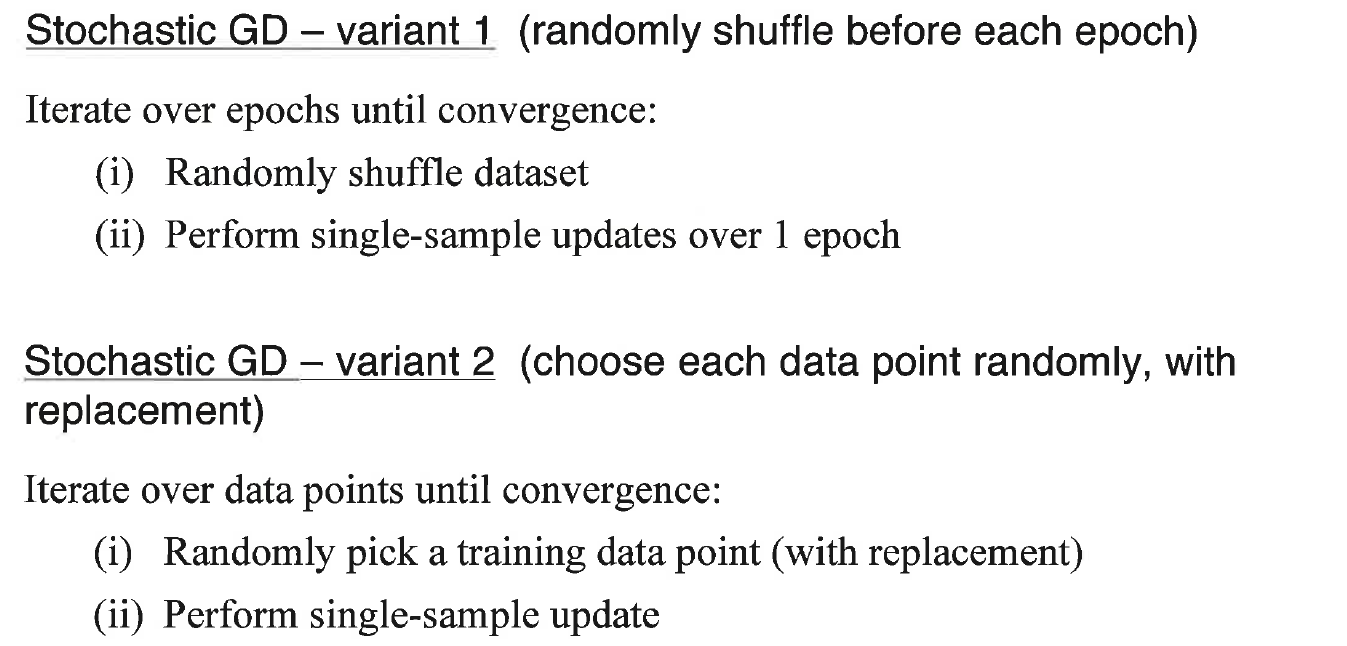 Stochastic GD – variant 1 (randomly shuffle before each epoch)
Iterate over epochs until convergence:
(i) Randomly shuffle dataset
(ii) Perform single-sample updates over 1 epoch
Stochastic GD – variant 2 (choose each data point randomly, with
replacement)
Iterate over data points until convergence:
(i) Randomly pick a training data point (with replacement)
(ii) Perform single-sample update